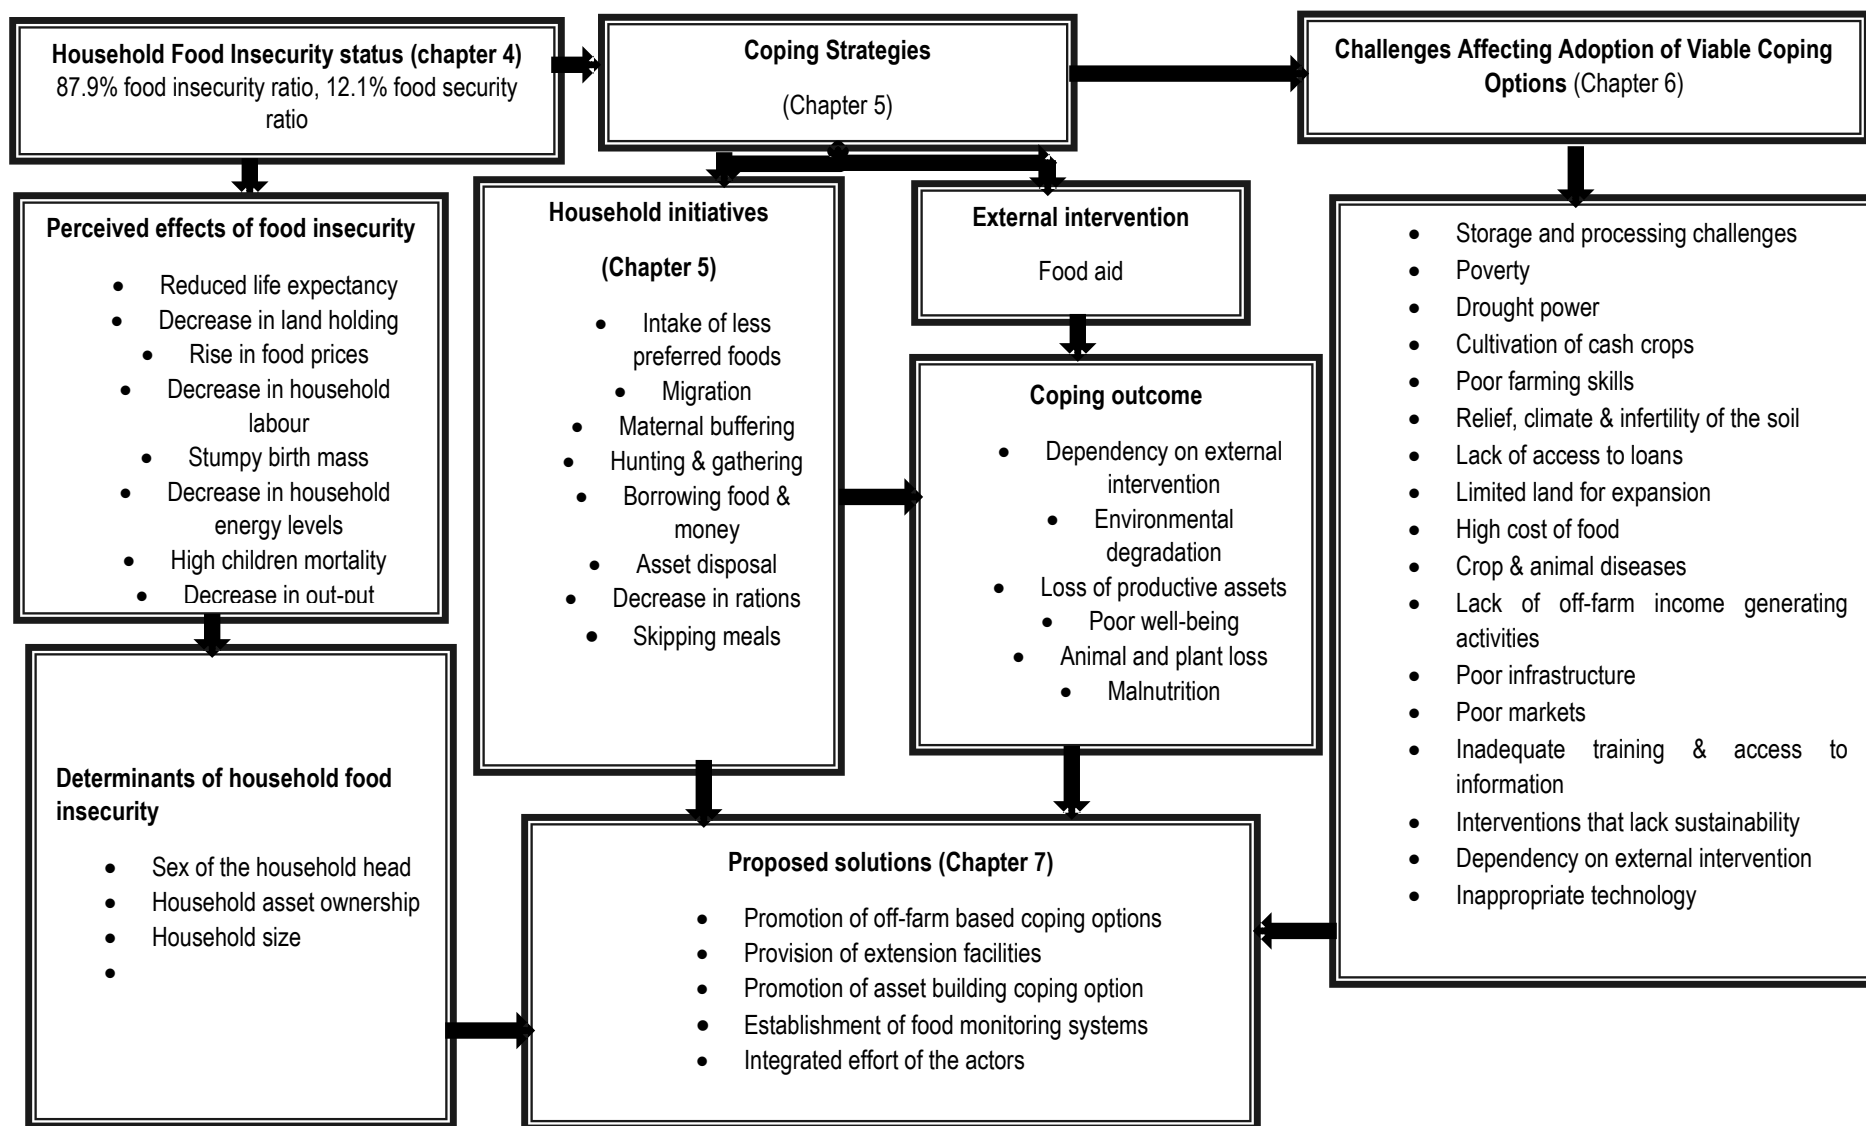 Household Food Insecurity status (chapter 4)
87.9% food insecurity ratio, 12.1% food security
ratio
Coping Strategies
(Chapter 5)
Challenges Affecting Adoption of Viable Coping
Options (Chapter 6)
Perceived effects of food insecurity
• Reduced life expectancy
• Decrease in land holding
• Rise in food prices
• Decrease in household
labour
• Stumpy birth mass
• Decrease in household
energy levels
• High children mortality
• Decrease in out-put
Household initiatives
(Chapter 5)
• Intake of less
preferred foods
• Migration
• Maternal buffering
• Hunting & gathering
• Borrowing food &
money
• Asset disposal
• Decrease in rations
• Skipping meals
External intervention
Food aid
Coping outcome
• Dependency on external
intervention
• Environmental
degradation
• Loss of productive assets
• Poor well-being
• Animal and plant loss
• Malnutrition
• Storage and processing challenges
• Poverty
• Drought power
• Cultivation of cash crops
• Poor farming skills
• Relief, climate & infertility of the soil
• Lack of access to loans
• Limited land for expansion
• High cost of food
• Crop & animal diseases
• Lack of off-farm income generating
activities
• Poor infrastructure
• Poor markets
• Inadequate training & access to
information
• Interventions that lack sustainability
• Dependency on external intervention
• Inappropriate technology
Determinants of household food
insecurity
• Sex of the household head
• Household asset ownership
• Household size
•
Proposed solutions (Chapter 7)
• Promotion of off-farm based coping options
• Provision of extension facilities
• Promotion of asset building coping option
• Establishment of food monitoring systems
• Integrated effort of the actors